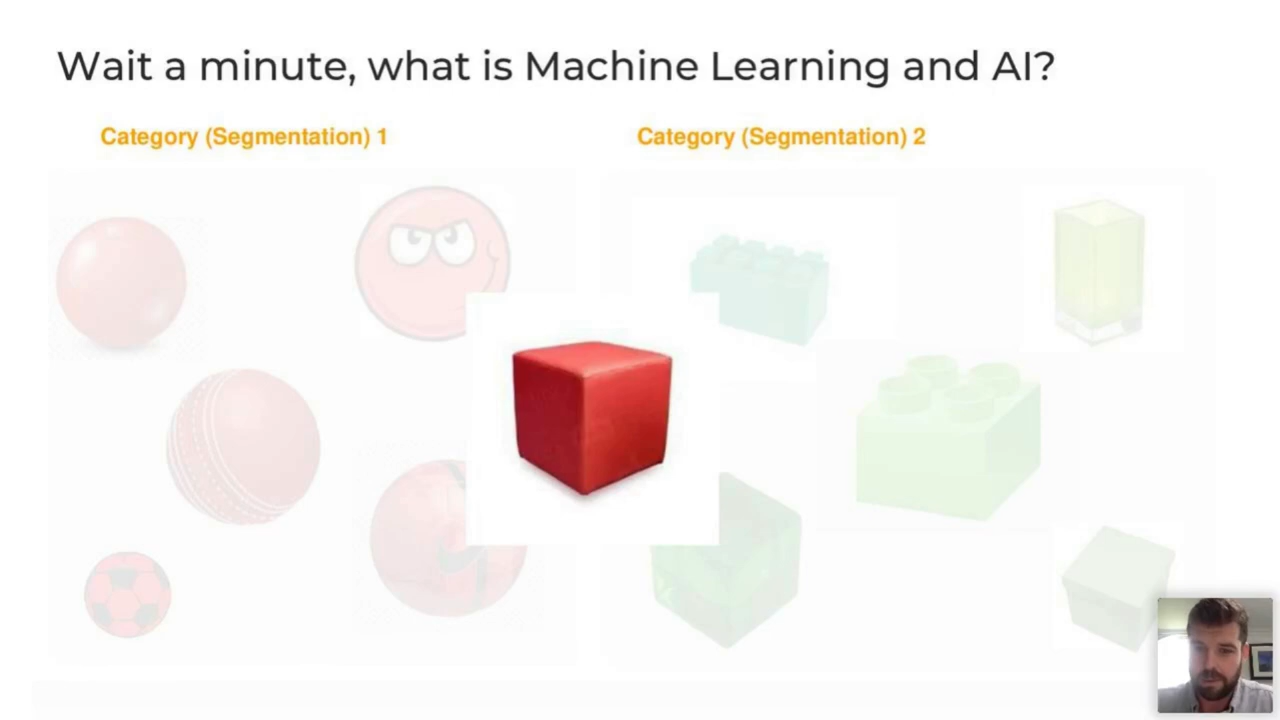 Wait a minute, what is Machine Learning and AI?
Category (Segmentation) 1
Category (Segmentation) 2